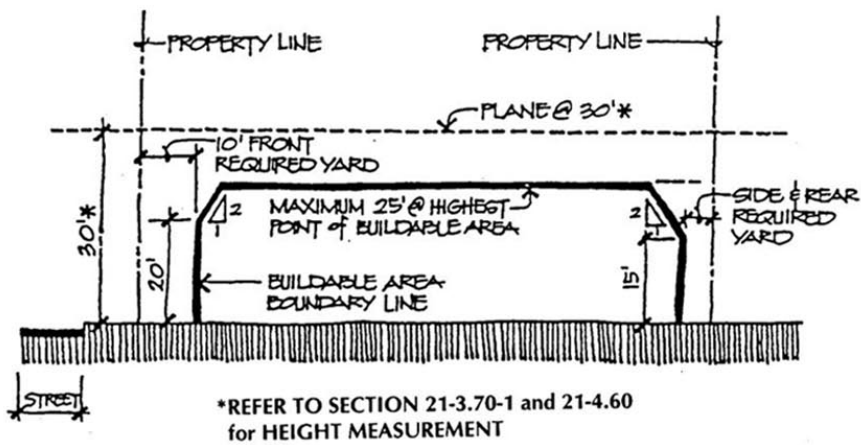 PROPERTY LINE
PROPERTY LINE
PLANE @ 30'*
10' FRONT
REQUIRED YARD
2
1
MAXIMUM 25' @ HIGHEST
POINT OF BUILDABLE AREA
2
1
SIDE & REAR
REQUIRED
YARD
30'*
20'
BUILDABLE AREA
BOUNDARY LINE
15'
STREET
*REFER TO SECTION 21-3.70-1 and 21-4.60
for HEIGHT MEASUREMENT